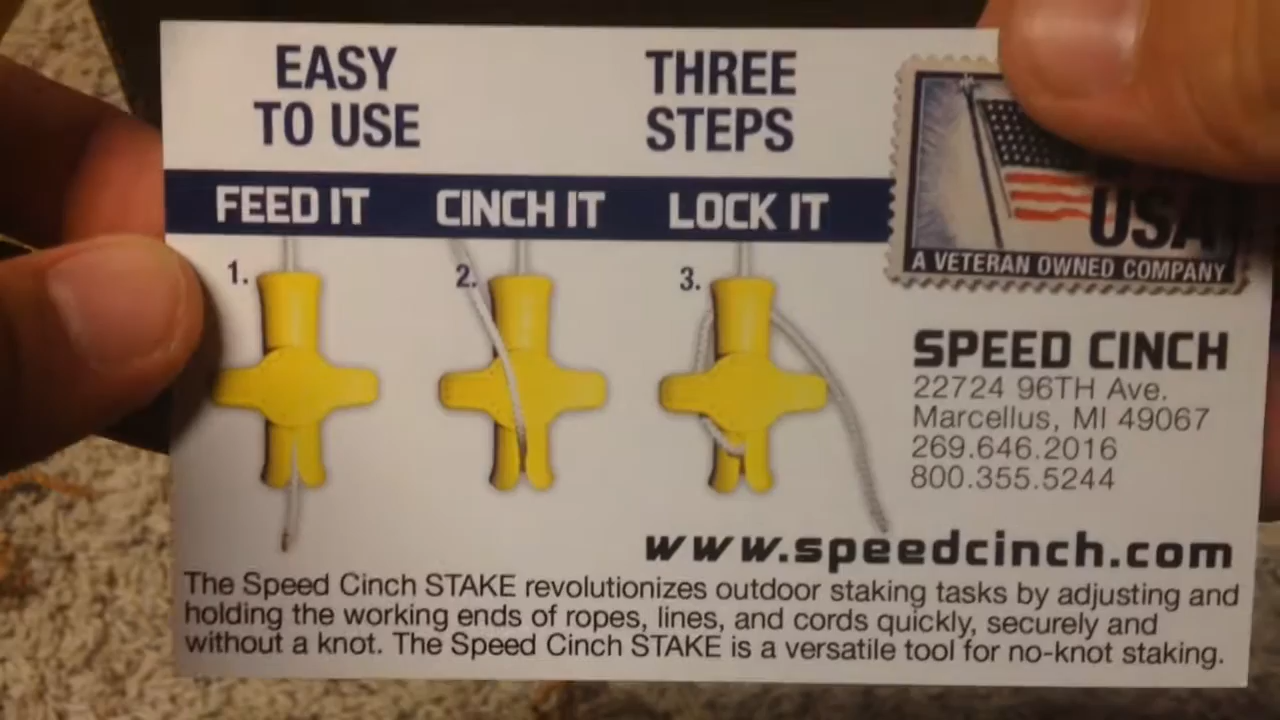 EASY
TO USE
THREE
STEPS
FEED IT
CINCH IT
LOCK IT
1.
2.
3.
USA
A VETERAN OWNED COMPANY
SPEED CINCH
22724 96TH Ave.
Marcellus, MI 49067
269.646.2016
800.355.5244
www.speedcinch.com
The Speed Cinch STAKE revolutionizes outdoor staking tasks by adjusting and
holding the working ends of ropes, lines, and cords quickly, securely and
without a knot. The Speed Cinch STAKE is a versatile tool for no-knot staking.